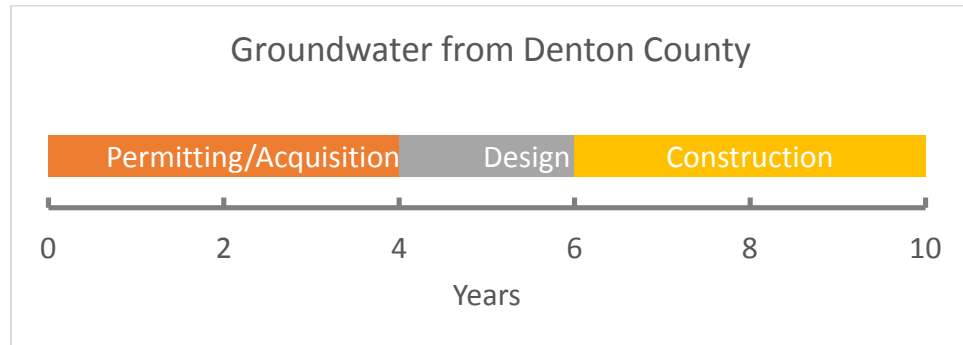 Groundwater from Denton County
Permitting/Acquisition Design Construction
0 2 4 6 8 10
Years